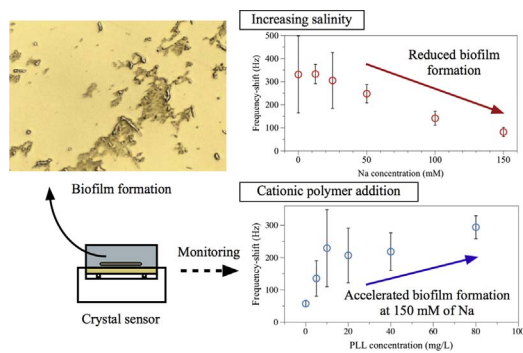 Increasing salinity
Frequency-shift (Hz)
500
400
300
200
100
0
Reduced biofilm
formation
0
50
100
150
Na concentration (mM)
Biofilm formation
Monitoring
Crystal sensor
Cationic polymer addition
Frequency-shift (Hz)
300
200
100
0
Accelerated biofilm formation
at 150 mM of Na
0
20
40
60
80
100
PLL concentration (mg/L)